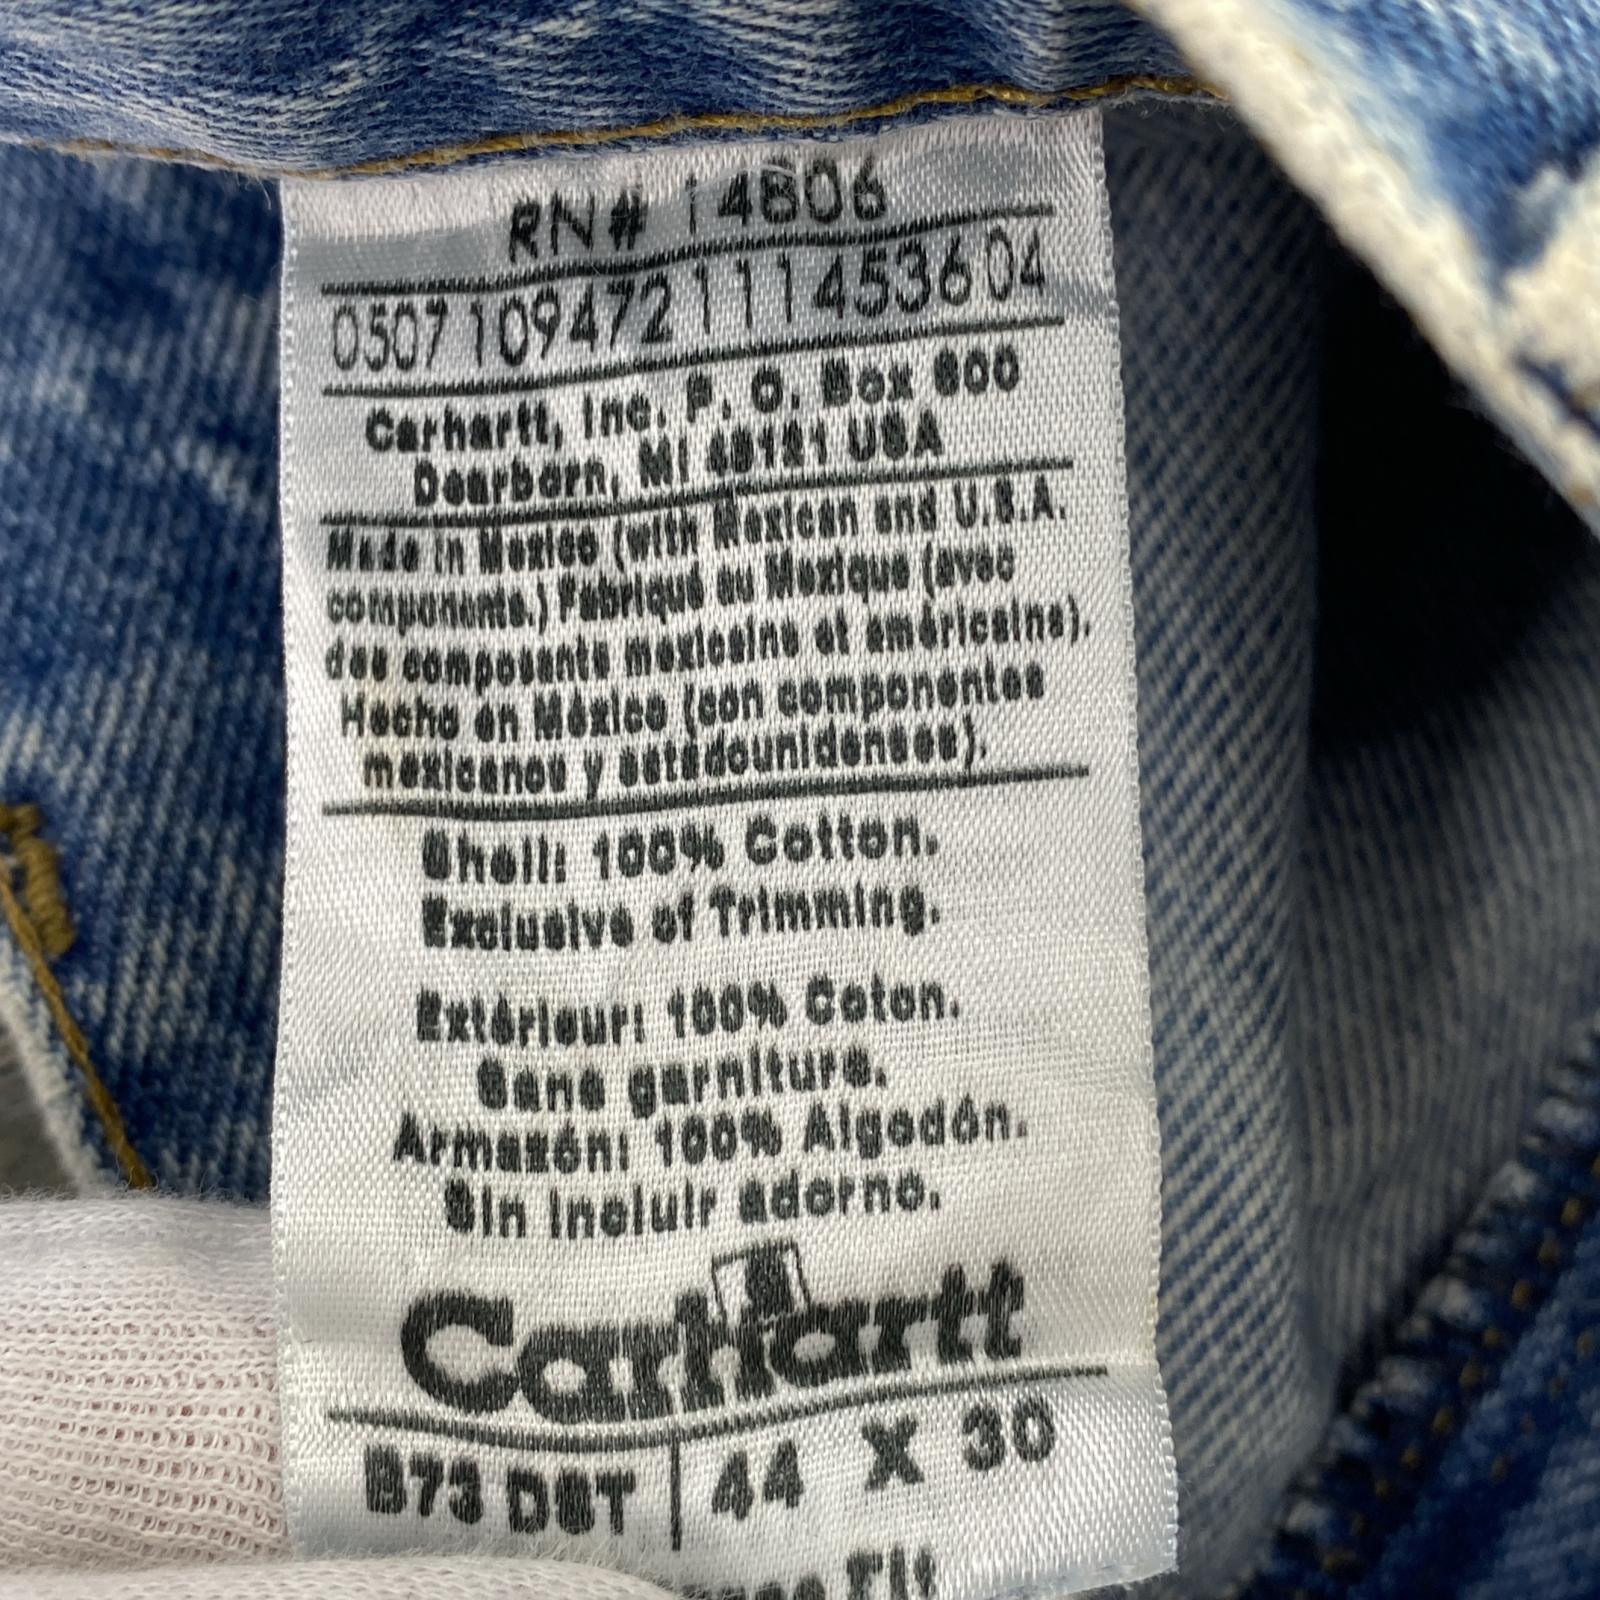 RN# 14806
0507 109472 111453604
Carhartt, Inc. P. O. Box 600
Dearborn, MI 48121 USA
Made in Mexico (with Mexican and U.S.A.
components.) Fabriqué au Mexique (avec
des composants mexicains et américains).
Hecho en México (con componentes
mexicanos y estadounidenses).
Shell: 100% Cotton.
Exclusive of Trimming.
Extérieur: 100% Coton.
Sans garniture.
Armazón: 100% Algodón.
Sin incluir adorno.
Carhartt
B73 DST | 44 X 30
Fit